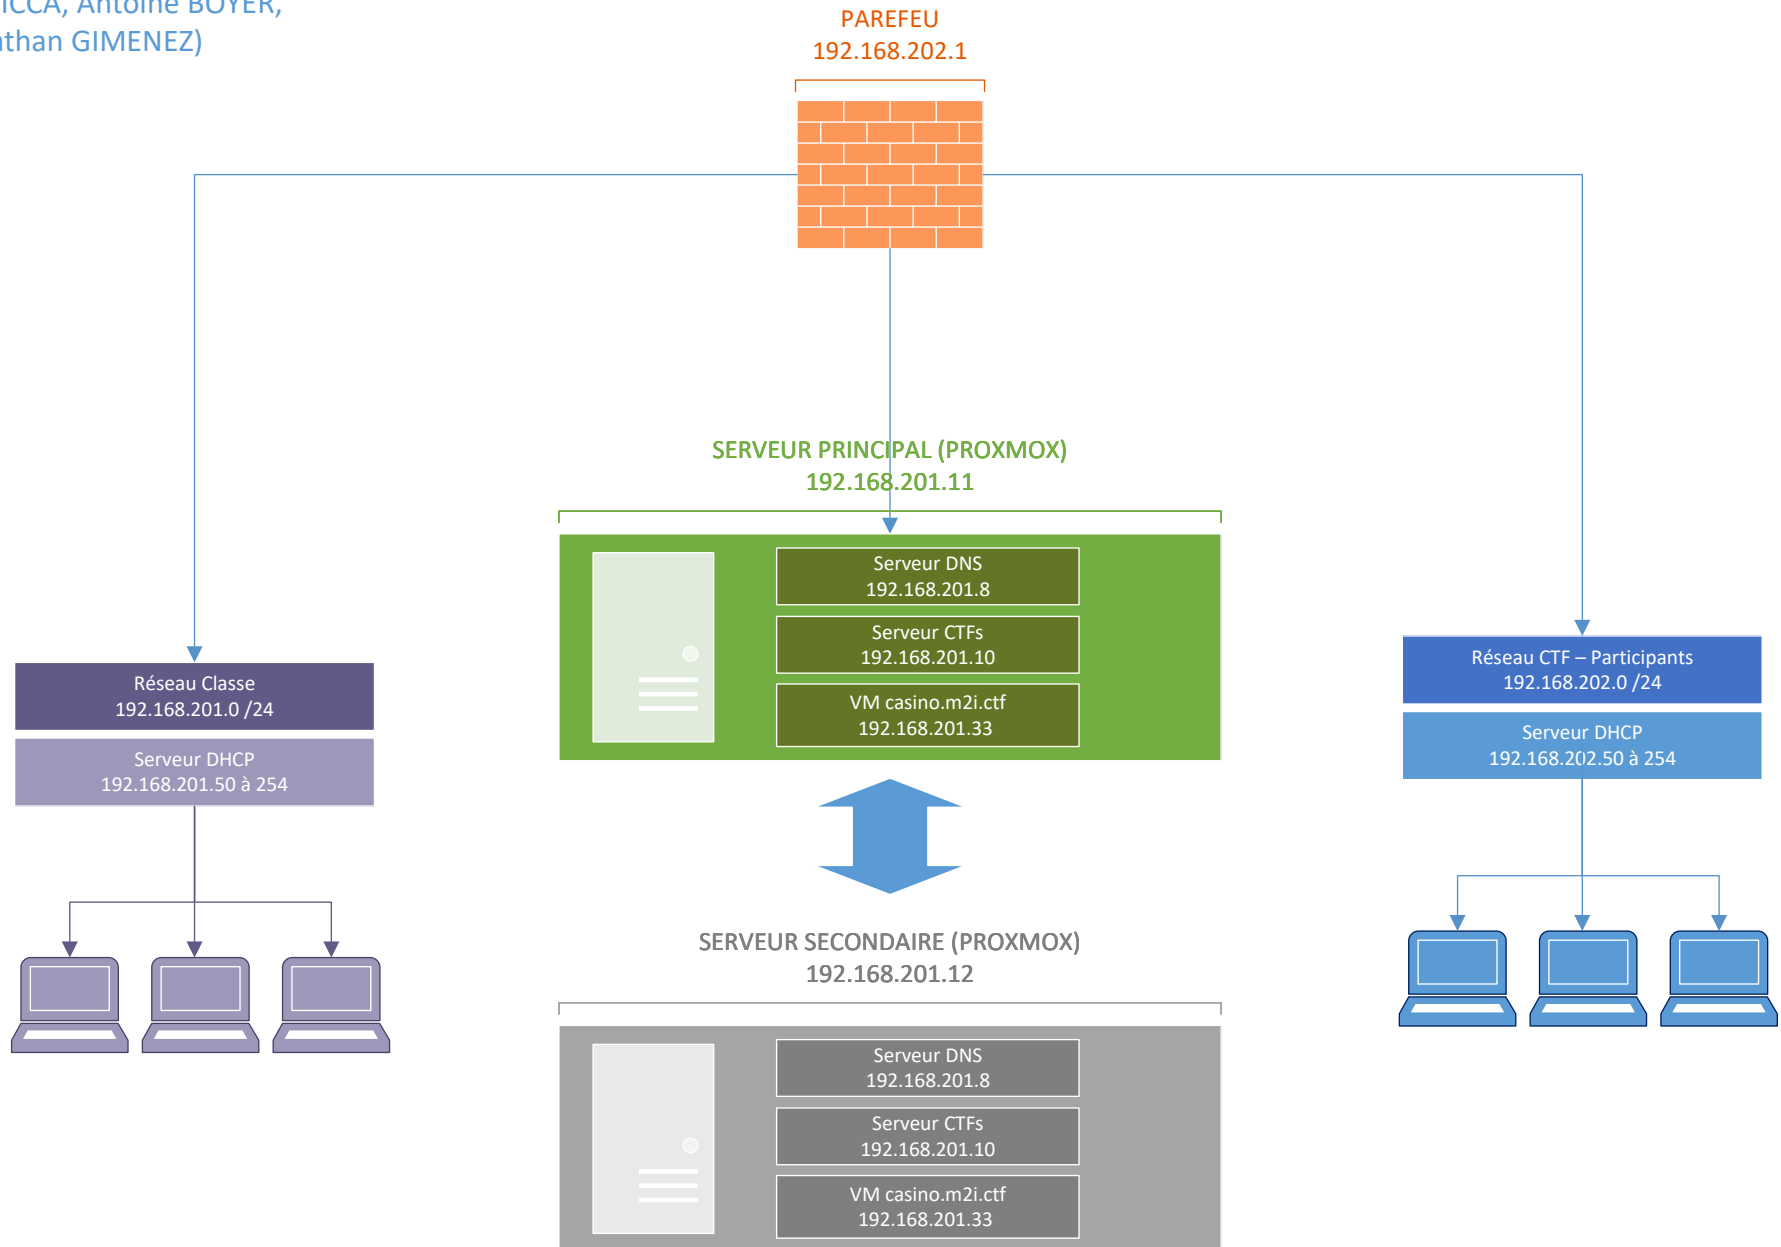 Antoine BOYER,
GIMENEZ)
PAREFEU
192.168.202.1
SERVEUR PRINCIPAL (PROXMOX)
192.168.201.11
Serveur DNS
192.168.201.8
Serveur CTFs
192.168.201.10
VM casino.m2i.ctf
192.168.201.33
Réseau Classe
192.168.201.0 /24
Serveur DHCP
192.168.201.50 à 254
Réseau CTF – Participants
192.168.202.0 /24
Serveur DHCP
192.168.202.50 à 254
SERVEUR SECONDAIRE (PROXMOX)
192.168.201.12
Serveur DNS
192.168.201.8
Serveur CTFs
192.168.201.10
VM casino.m2i.ctf
192.168.201.33